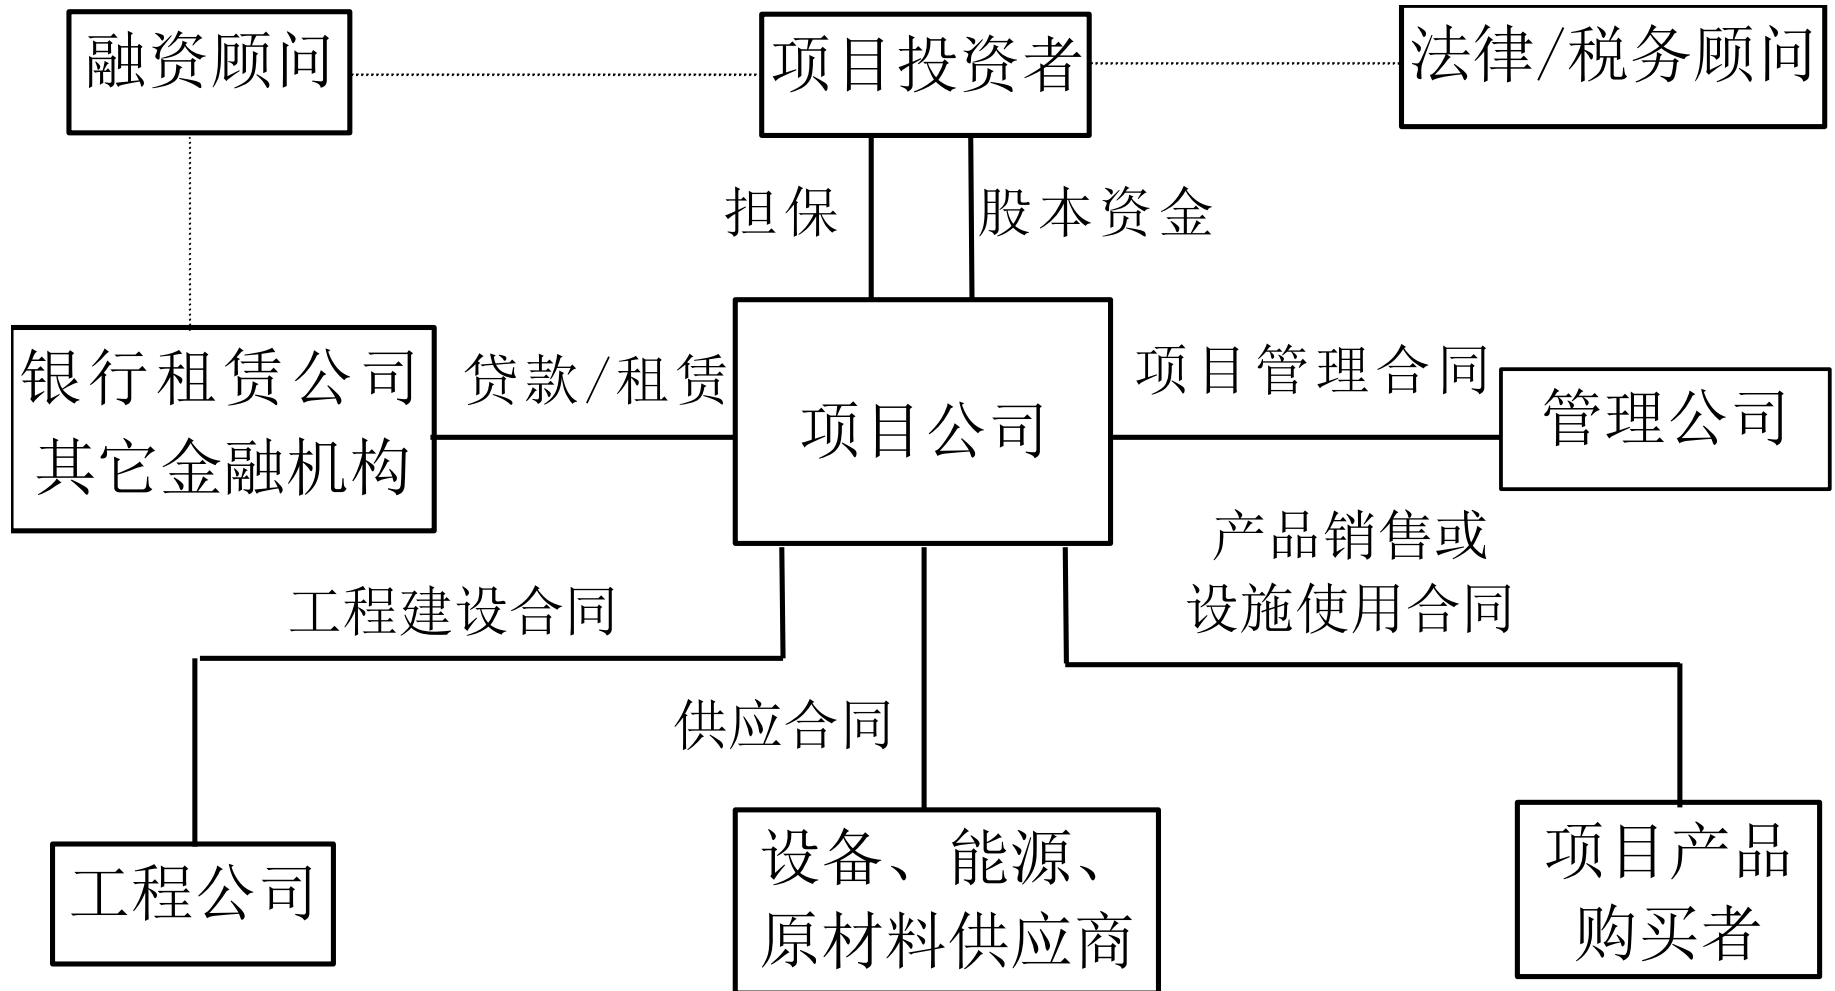 融资顾问
项目投资者
法律/税务顾问
担保
股本资金
银行租赁公司
其它金融机构
贷款/租赁
项目公司
项目管理合同
管理公司
产品销售或
设施使用合同
工程建设合同
供应合同
工程公司
设备、能源、
原材料供应商
项目产品
购买者